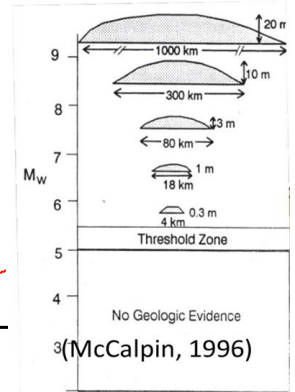 20 m
9
1000 km
10 m
8
300 km
3 m
7
80 km
Mw
1 m
18 km
6
0.3 m
4 km
Threshold Zone
5
4
No Geologic Evidence
3
(McCalpin, 1996)